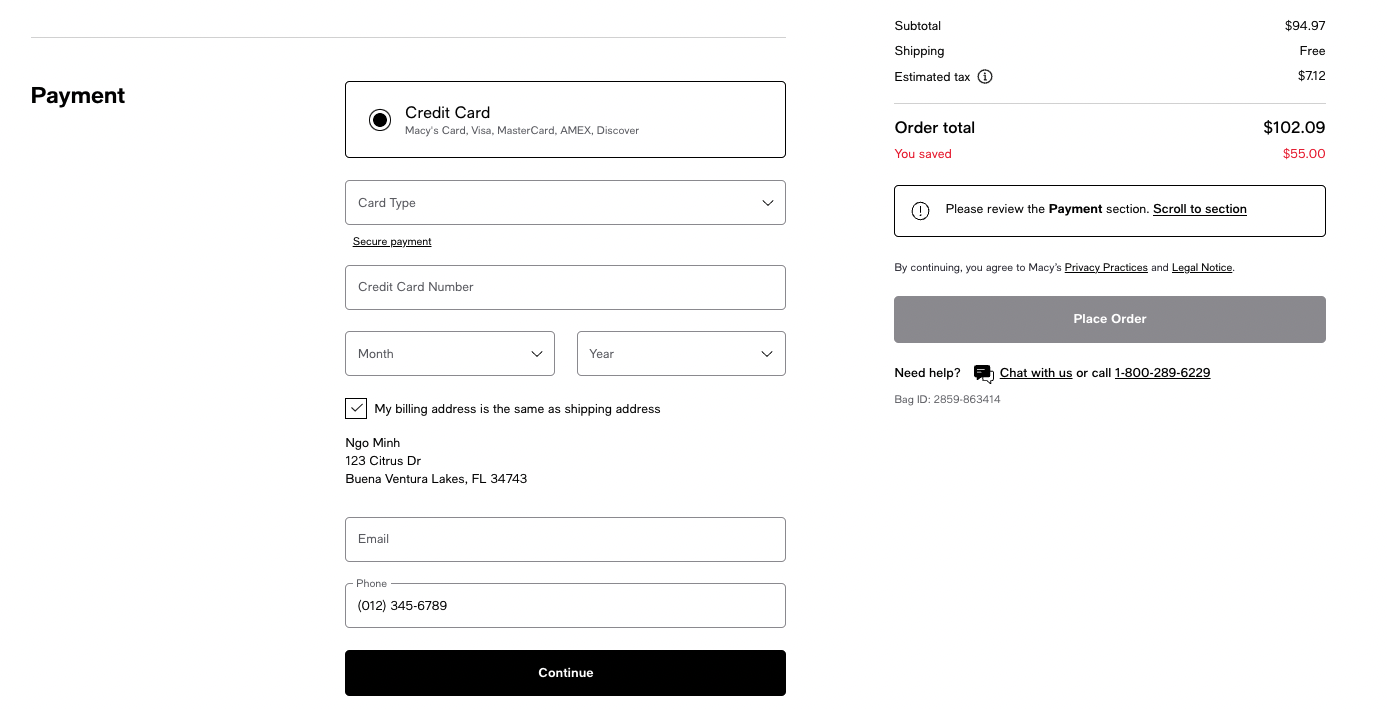 Payment
Credit Card
Macy's Card, Visa, MasterCard, AMEX, Discover
Card Type
Secure payment
Credit Card Number
Month
Year
My billing address is the same as shipping address
Ngo Minh
123 Citrus Dr
Buena Ventura Lakes, FL 34743
Email
Phone
(012) 345-6789
Continue
Subtotal $94.97
Shipping Free
Estimated tax $7.12
Order total $102.09
You saved $55.00
Please review the Payment section. Scroll to section
By continuing, you agree to Macy's Privacy Practices and Legal Notice.
Place Order
Need help? Chat with us or call 1-800-289-6229
Bag ID: 2859-863414